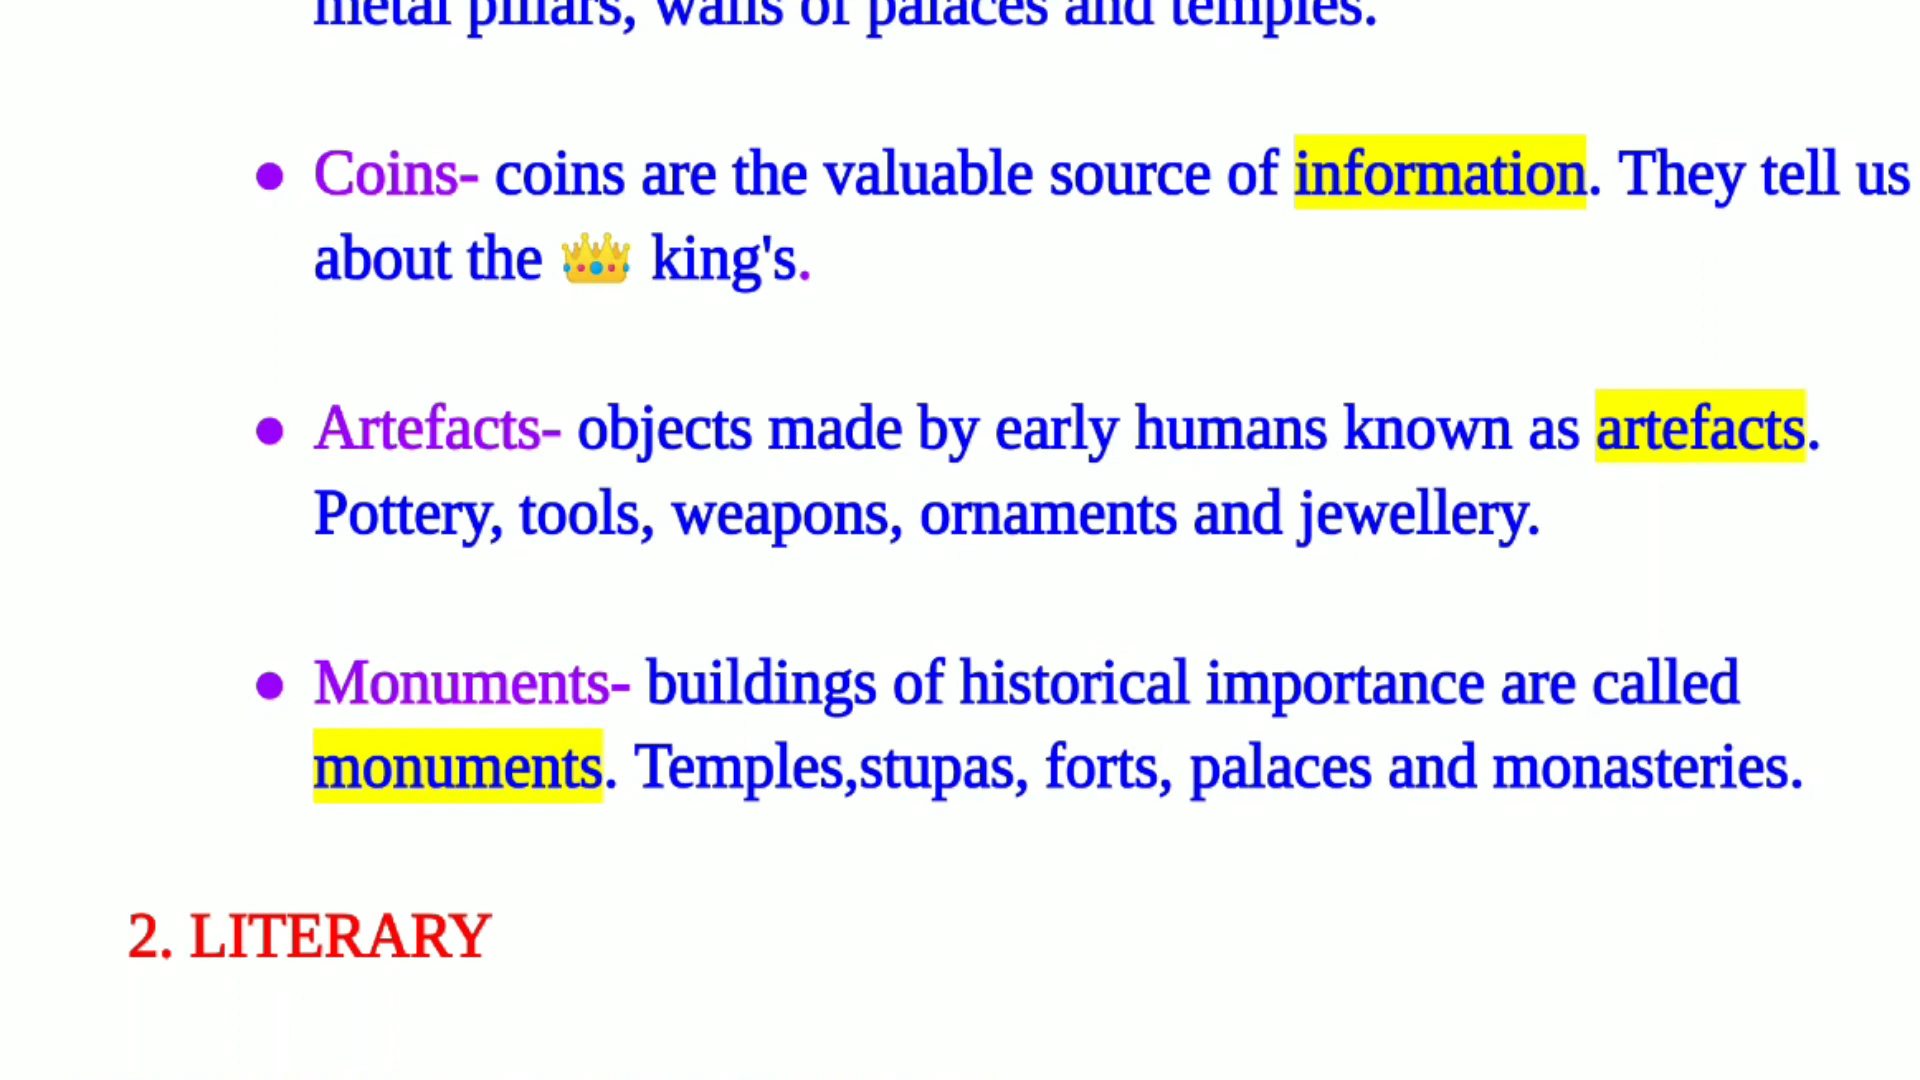 metal pillars, walls of palaces and temples.
● Coins- coins are the valuable source of information. They tell us
about the 👑 king's.
● Artefacts- objects made by early humans known as artefacts.
Pottery, tools, weapons, ornaments and jewellery.
● Monuments- buildings of historical importance are called
monuments. Temples,stupas, forts, palaces and monasteries.
2. LITERARY